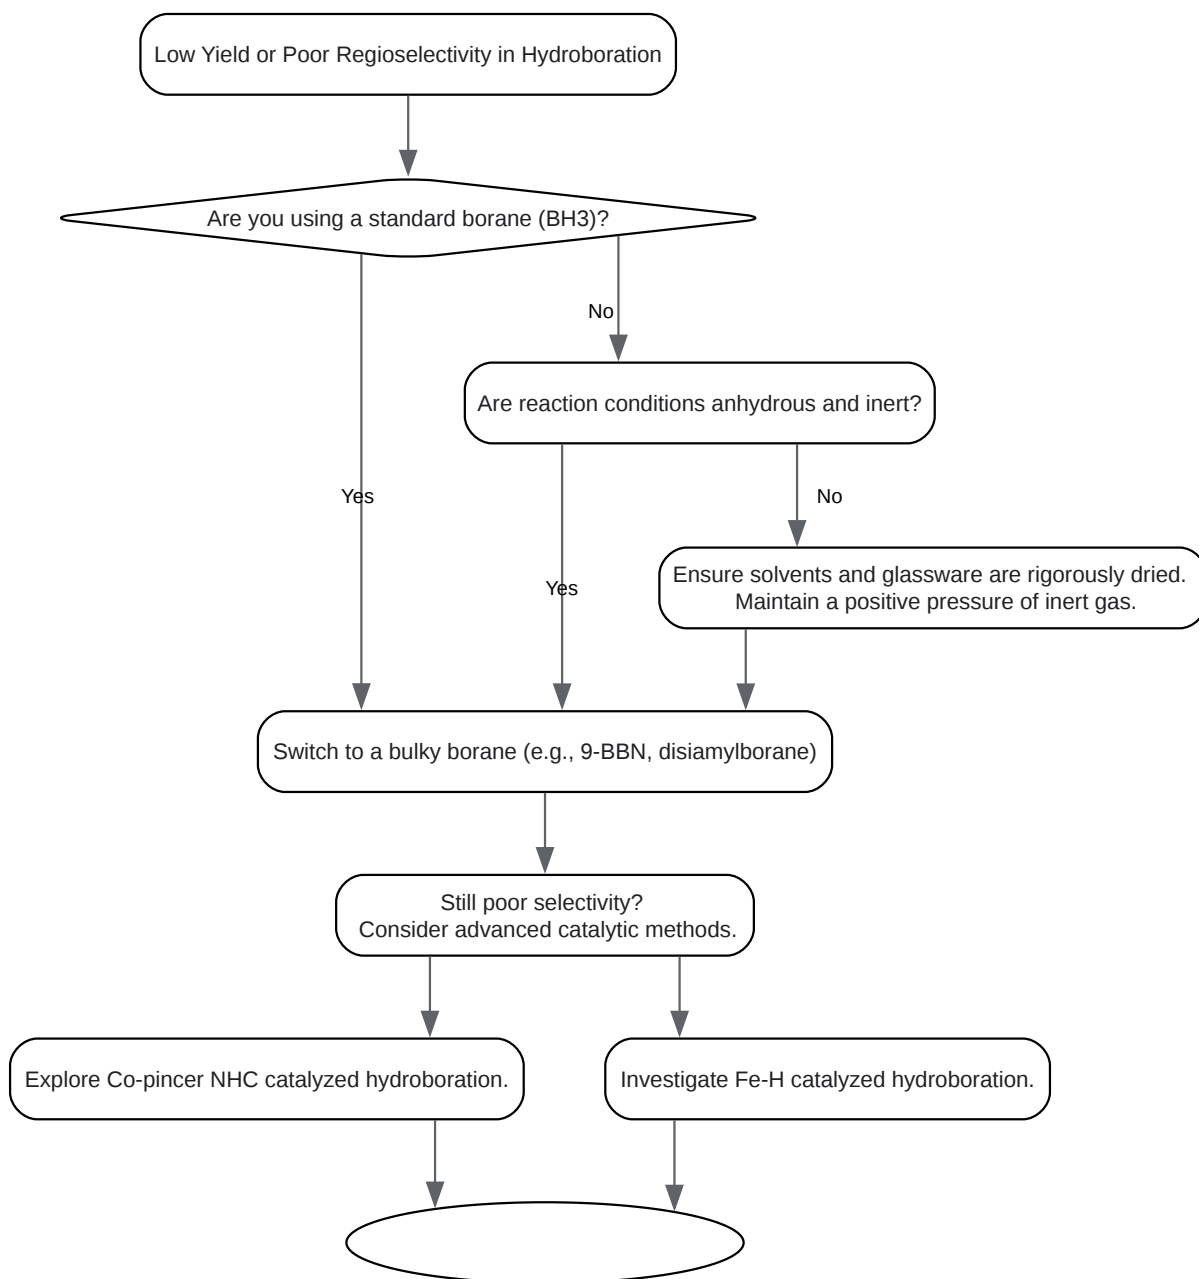 Low Yield or Poor Regioselectivity in Hydroboration
Are you using a standard borane (BH3)?
No
Are reaction conditions anhydrous and inert?
Yes
No
Ensure solvents and glassware are rigorously dried.
Maintain a positive pressure of inert gas.
Yes
Switch to a bulky borane (e.g., 9-BBN, disiamylborane)
Still poor selectivity?
Consider advanced catalytic methods.
Explore Co-pincer NHC catalyzed hydroboration.
Investigate Fe-H catalyzed hydroboration.